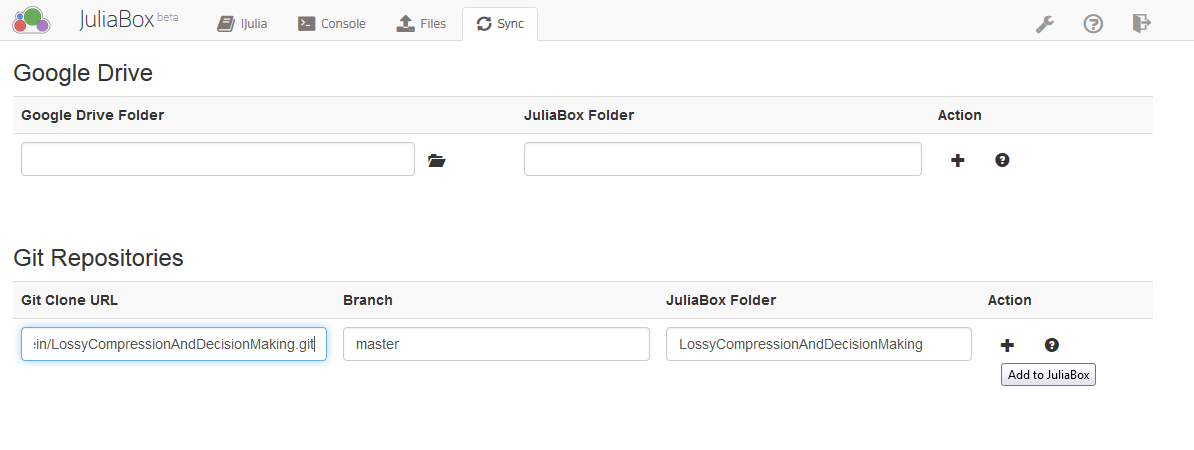 JuliaBox beta IJulia Console Files Sync
Google Drive
Google Drive Folder JuliaBox Folder Action
Git Repositories
Git Clone URL Branch JuliaBox Folder Action
ein/LossyCompressionAndDecisionMaking.git master LossyCompressionAndDecisionMaking
Add to JuliaBox